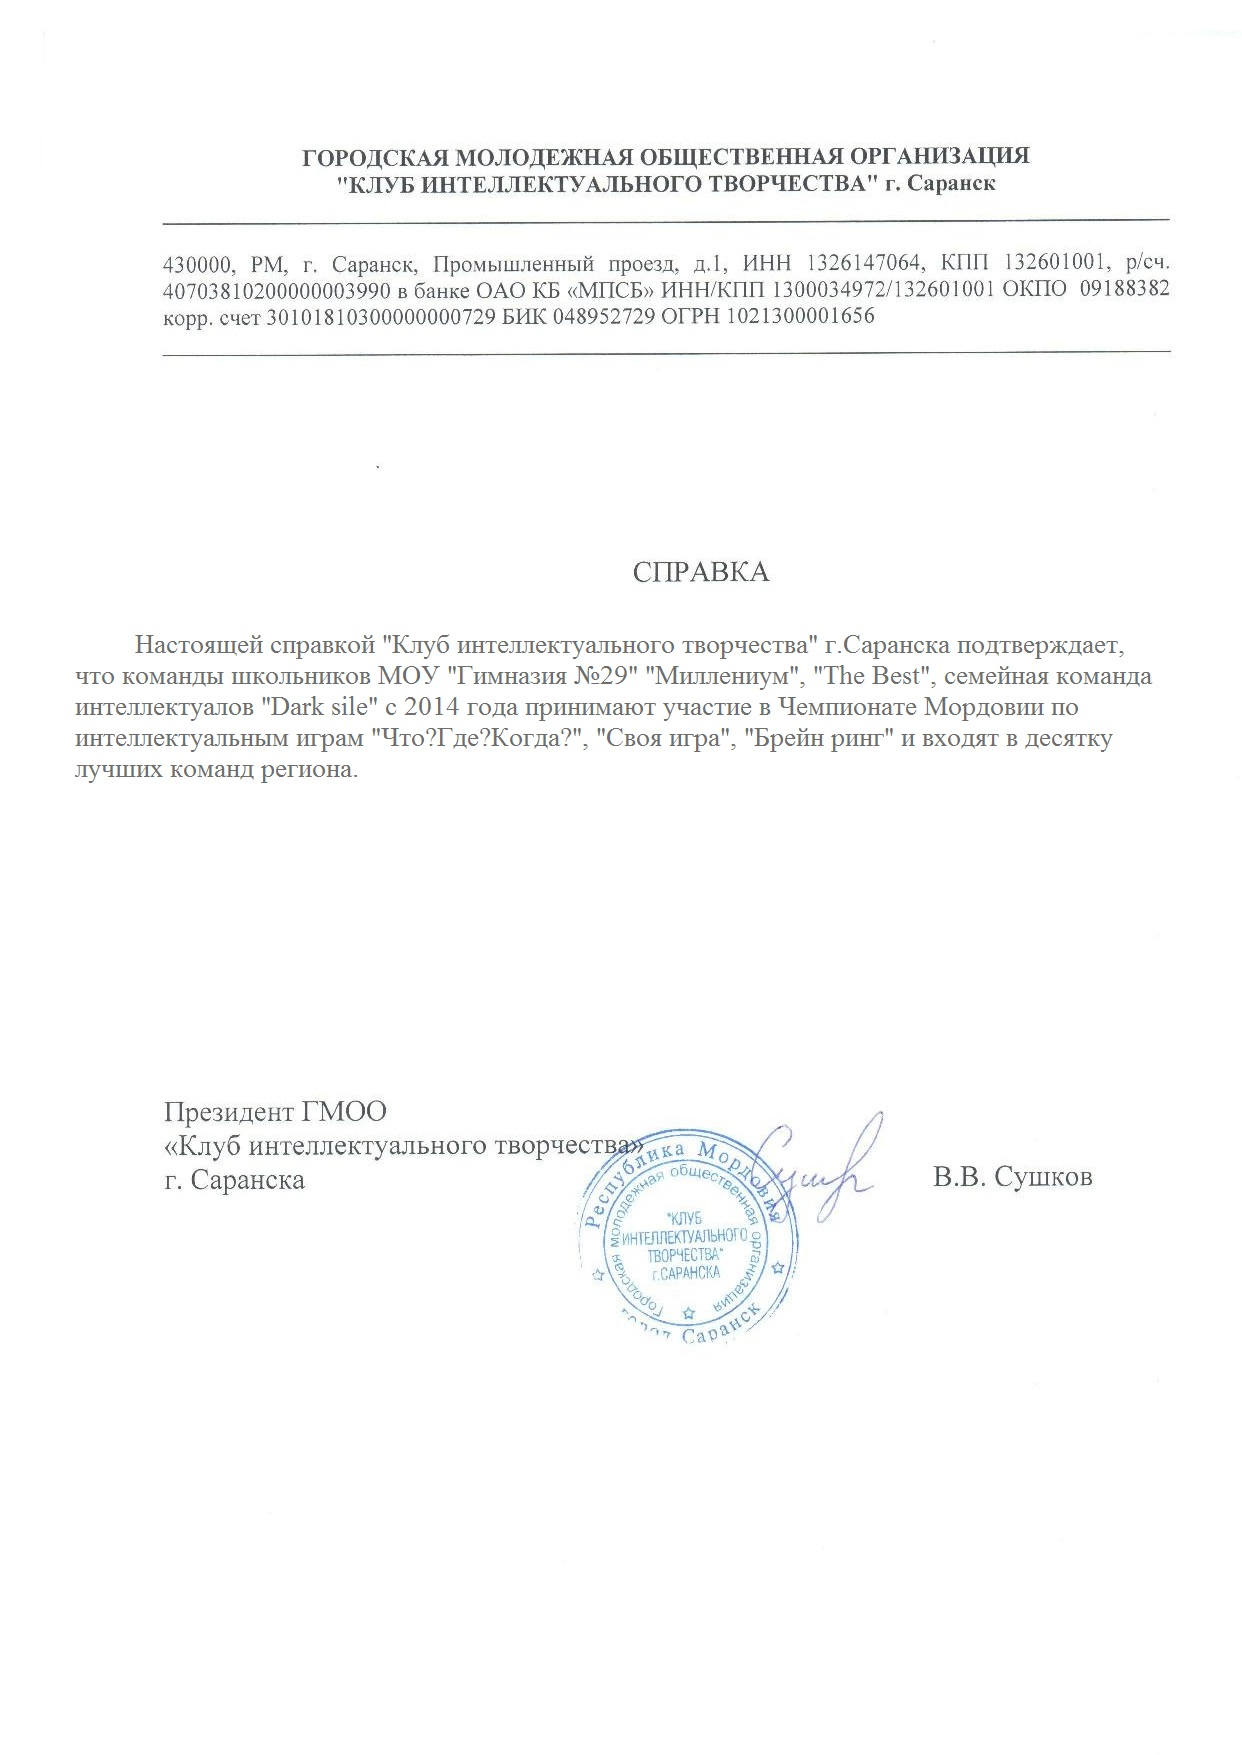 ГОРОДСКАЯ МОЛОДЕЖНАЯ ОБЩЕСТВЕННАЯ ОРГАНИЗАЦИЯ
"КЛУБ ИНТЕЛЛЕКТУАЛЬНОГО ТВОРЧЕСТВА" г. Саранск
430000, РМ, г. Саранск, Промышленный проезд, д.1, ИНН 1326147064, КПП 132601001, р/сч.
40703810200000003990 в банке ОАО КБ «МПСБ» ИНН/КПП 1300034972/132601001 ОКПО 09188382
корр. счет 30101810300000000729 БИК 048952729 ОГРН 1021300001656
СПРАВКА
Настоящей справкой "Клуб интеллектуального творчества" г.Саранска подтверждает,
что команды школьников МОУ "Гимназия №29" "Миллениум", "The Best", семейная команда
интеллектуалов "Dark sile" с 2014 года принимают участие в Чемпионате Мордовии по
интеллектуальным играм "Что?Где?Когда?", "Своя игра", "Брейн ринг" и входят в десятку
лучших команд региона.
Президент ГМОО
«Клуб интеллектуального творчества»
г. Саранска
В.В. Сушков
Республика Мордовия
город Саранск
Городская молодежная общественная организация
"КЛУБ
ИНТЕЛЛЕКТУАЛЬНОГО
ТВОРЧЕСТВА"
г.САРАНСКА